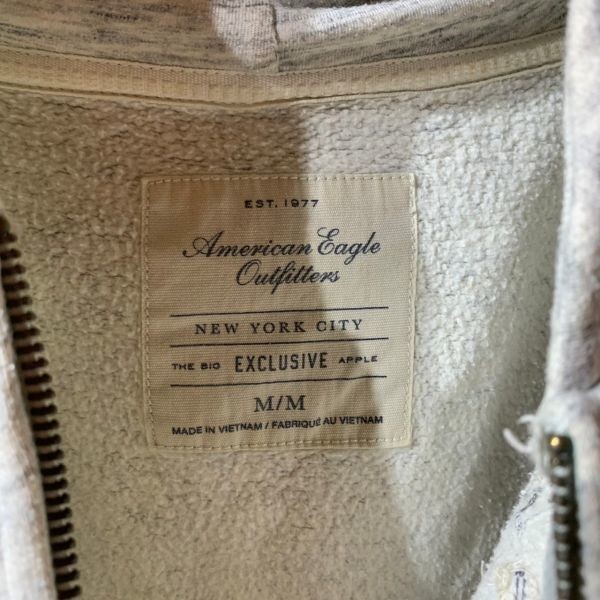 EST. 1977
American Eagle
Outfitters
NEW YORK CITY
THE BIG EXCLUSIVE APPLE
M/M
MADE IN VIETNAM / FABRIQUÉ AU VIETNAM